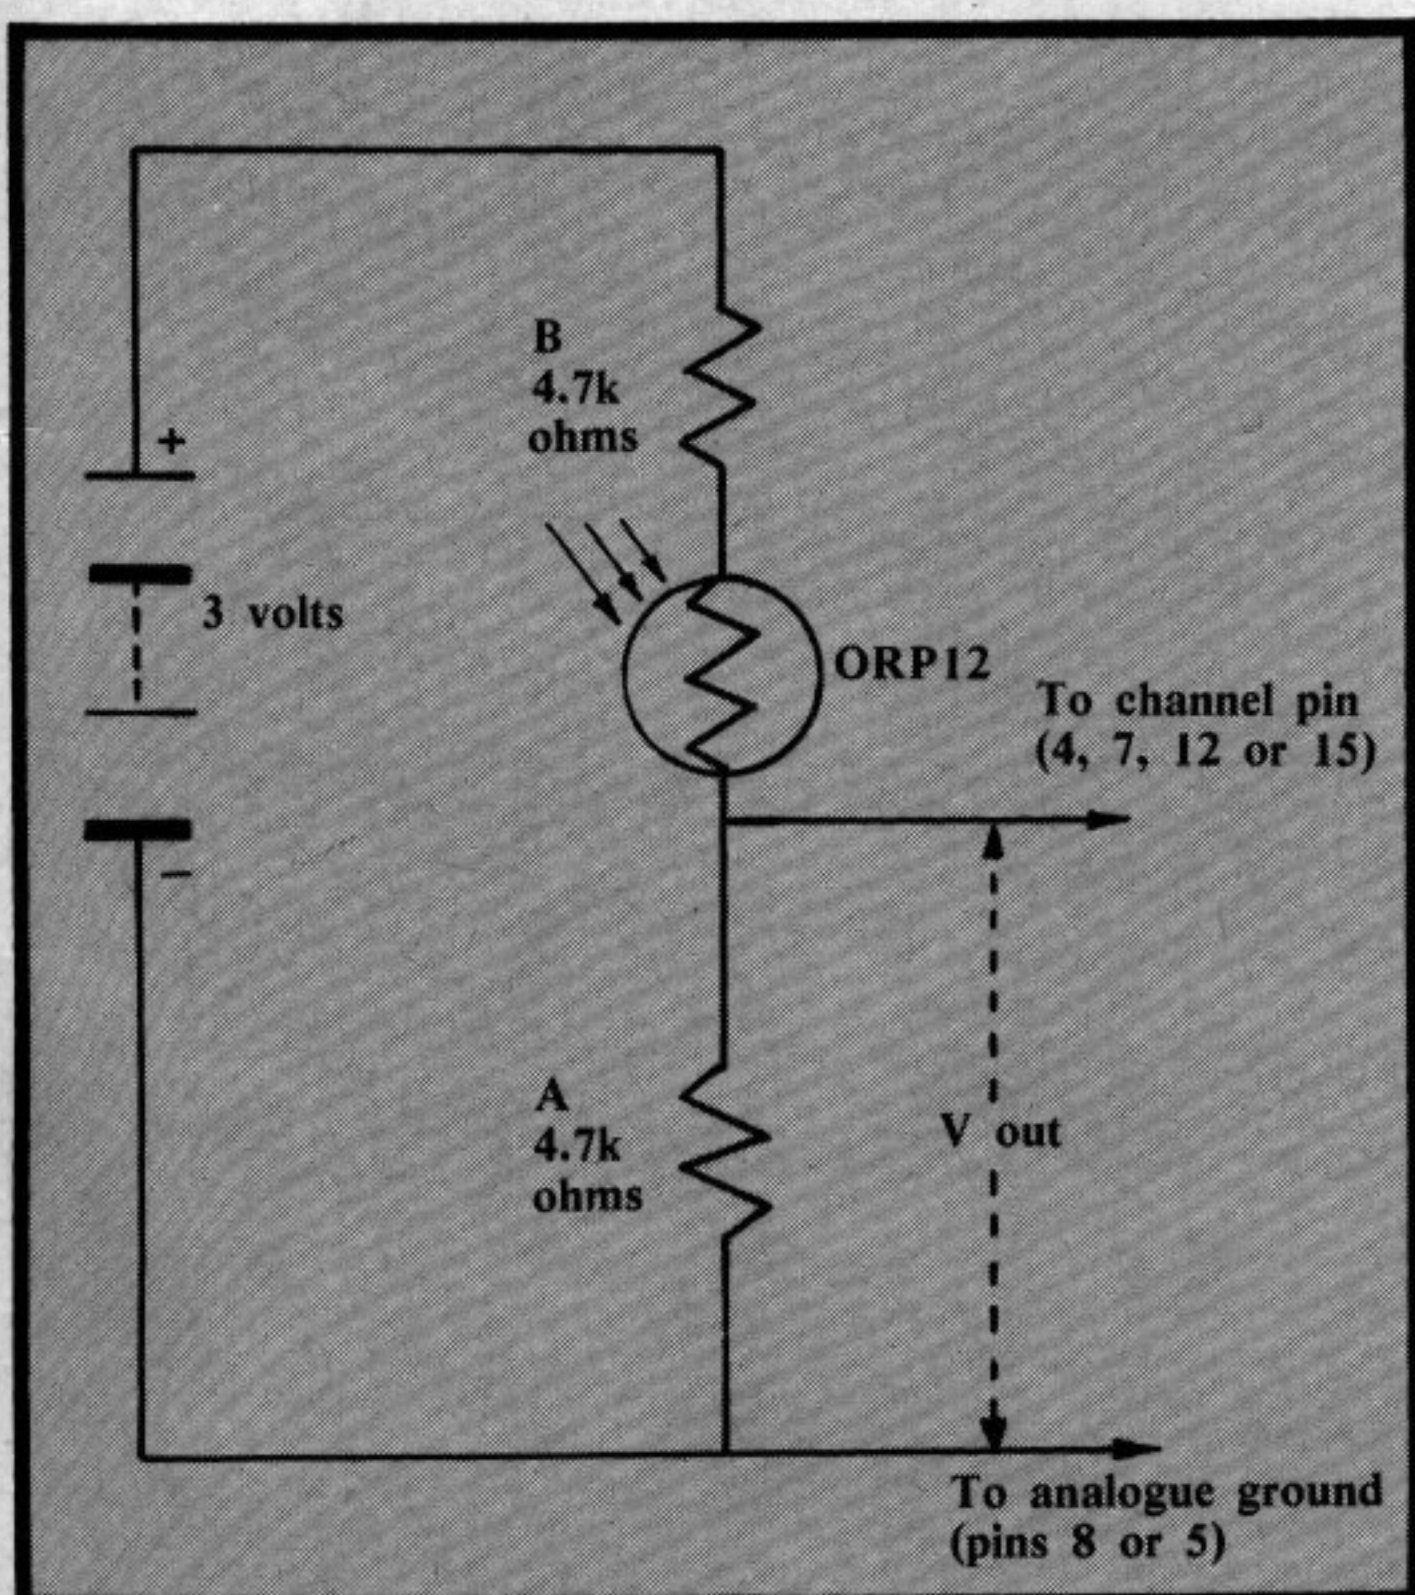 B
4.7k
ohms
+
3 volts
ORP12
To channel pin
(4, 7, 12 or 15)
–
A
4.7k
ohms
V out
To analogue ground
(pins 8 or 5)